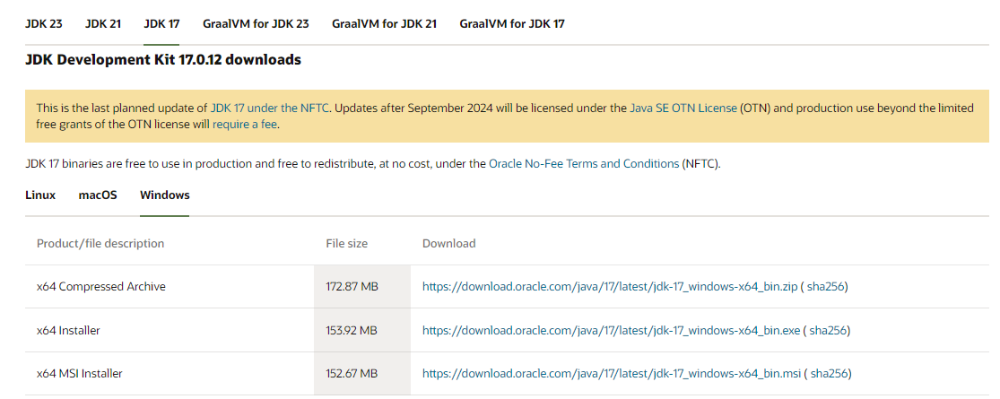 JDK 23 JDK 21 JDK 17 GraalVM for JDK 23 GraalVM for JDK 21 GraalVM for JDK 17
JDK Development Kit 17.0.12 downloads
This is the last planned update of JDK 17 under the NFTC. Updates after September 2024 will be licensed under the Java SE OTN License (OTN) and production use beyond the limited
free grants of the OTN license will require a fee.
JDK 17 binaries are free to use in production and free to redistribute, at no cost, under the Oracle No-Fee Terms and Conditions (NFTC).
Linux macOS Windows
Product/file description File size Download
x64 Compressed Archive 172.87 MB https://download.oracle.com/java/17/latest/jdk-17_windows-x64_bin.zip ( sha256)
x64 Installer 153.92 MB https://download.oracle.com/java/17/latest/jdk-17_windows-x64_bin.exe ( sha256)
x64 MSI Installer 152.67 MB https://download.oracle.com/java/17/latest/jdk-17_windows-x64_bin.msi ( sha256)